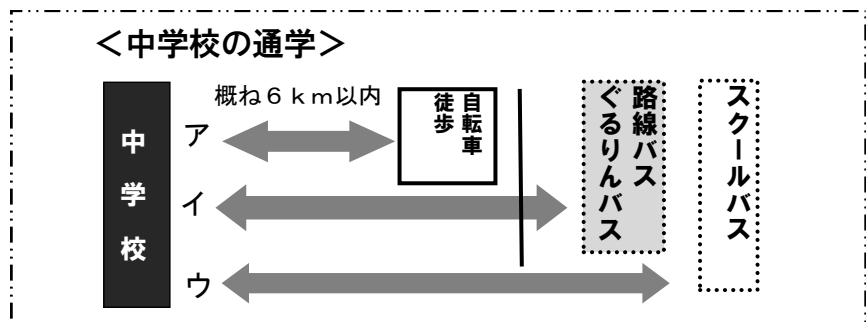 ＜中学校の通学＞
概ね６ｋｍ以内
中学校
ア
イ
ウ
自転車
徒歩
路線バス
ぐるりんバス
スクールバス